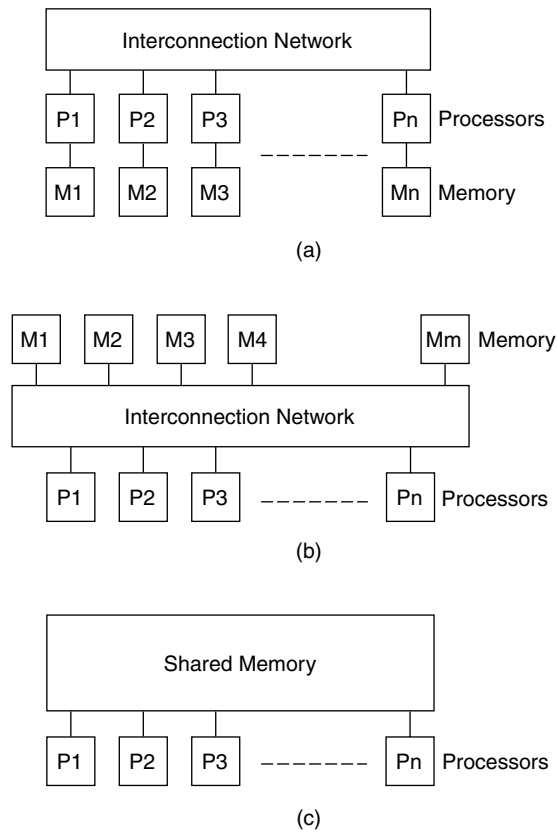 Interconnection Network
P1 P2 P3 Pn Processors
M1 M2 M3 Mn Memory
(a)
M1 M2 M3 M4 Mm Memory
Interconnection Network
P1 P2 P3 Pn Processors
(b)
Shared Memory
P1 P2 P3 Pn Processors
(c)